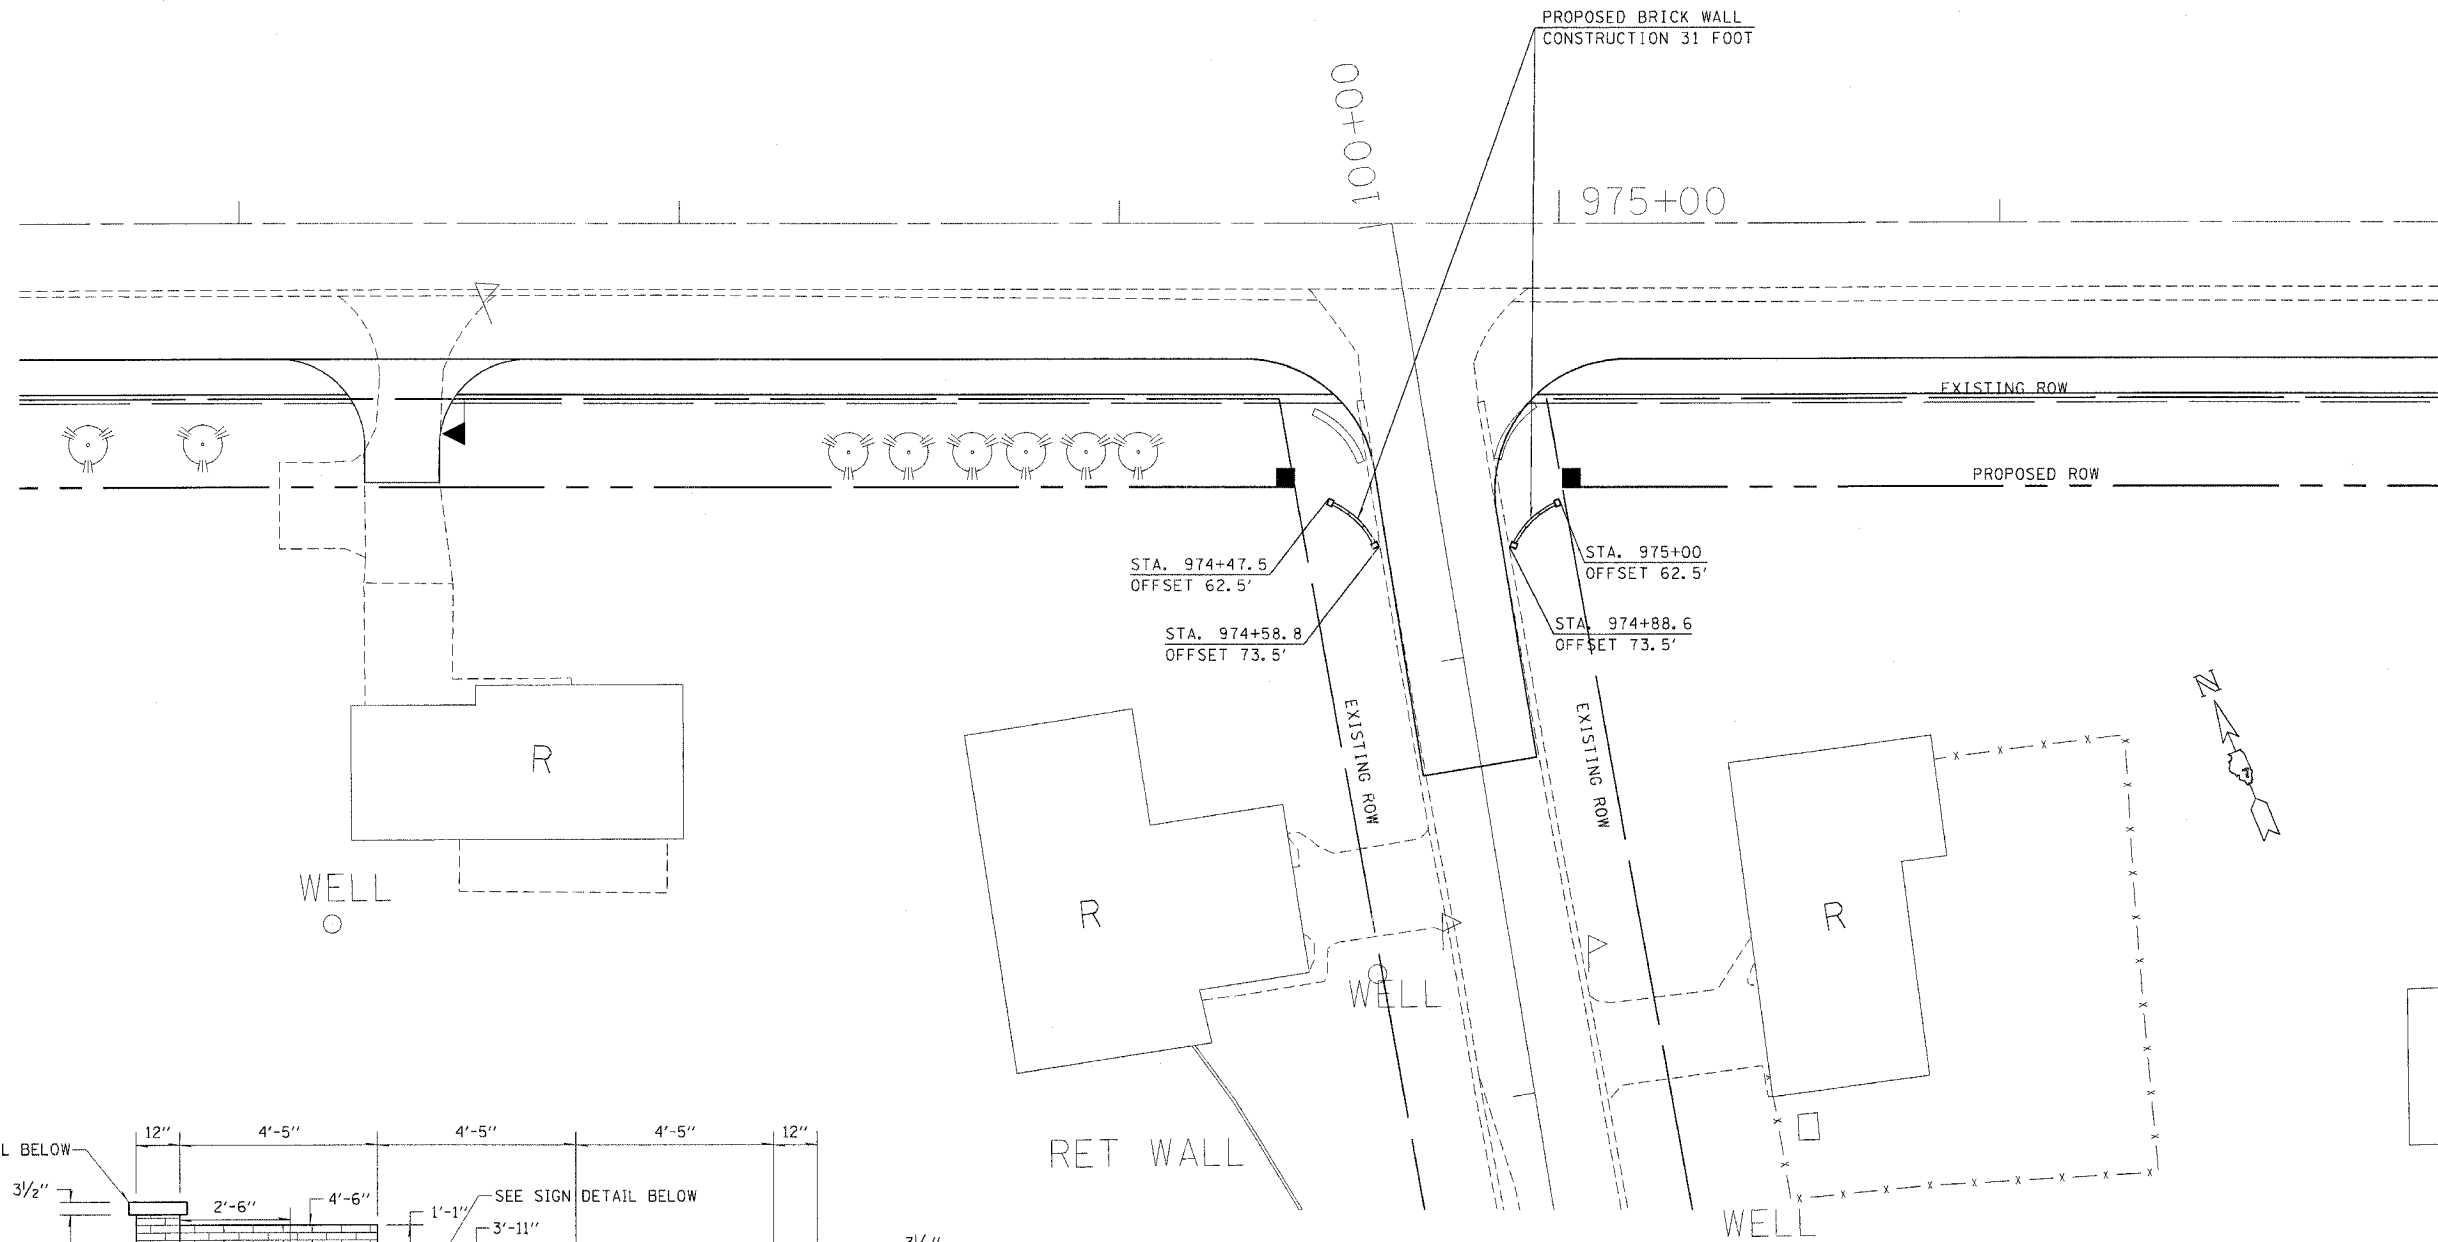 PROPOSED BRICK WALL
CONSTRUCTION 31 FOOT
100+00
975+00
EXISTING ROW
PROPOSED ROW
STA. 974+47.5
OFFSET 62.5'
STA. 975+00
OFFSET 62.5'
STA. 974+58.8
OFFSET 73.5'
STA. 974+88.6
OFFSET 73.5'
N
EXISTING ROW
EXISTING ROW
R
R
R
WELL
WELL
RET WALL
WELL
12" 4'-5" 4'-5" 4'-5" 12"
L BELOW
3½"
2'-6"
4'-6"
SEE SIGN DETAIL BELOW
1'-1"
3'-11"